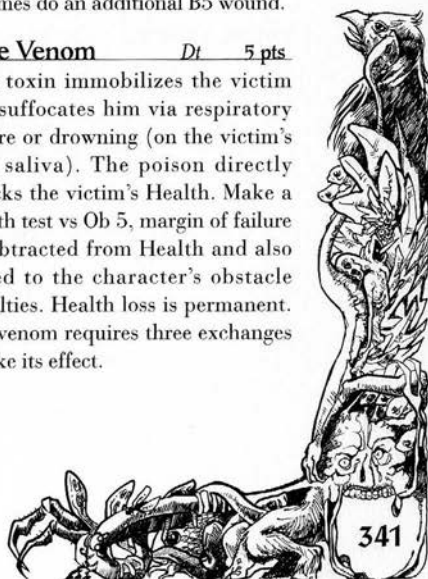 mes do an additional B5 wound.
e Venom Dt 5 pts
toxin immobilizes the victim
suffocates him via respiratory
re or drowning (on the victim's
saliva). The poison directly
cks the victim's Health. Make a
th test vs Ob 5, margin of failure
btracted from Health and also
ed to the character's obstacle
lties. Health loss is permanent.
venom requires three exchanges
ke its effect.
341